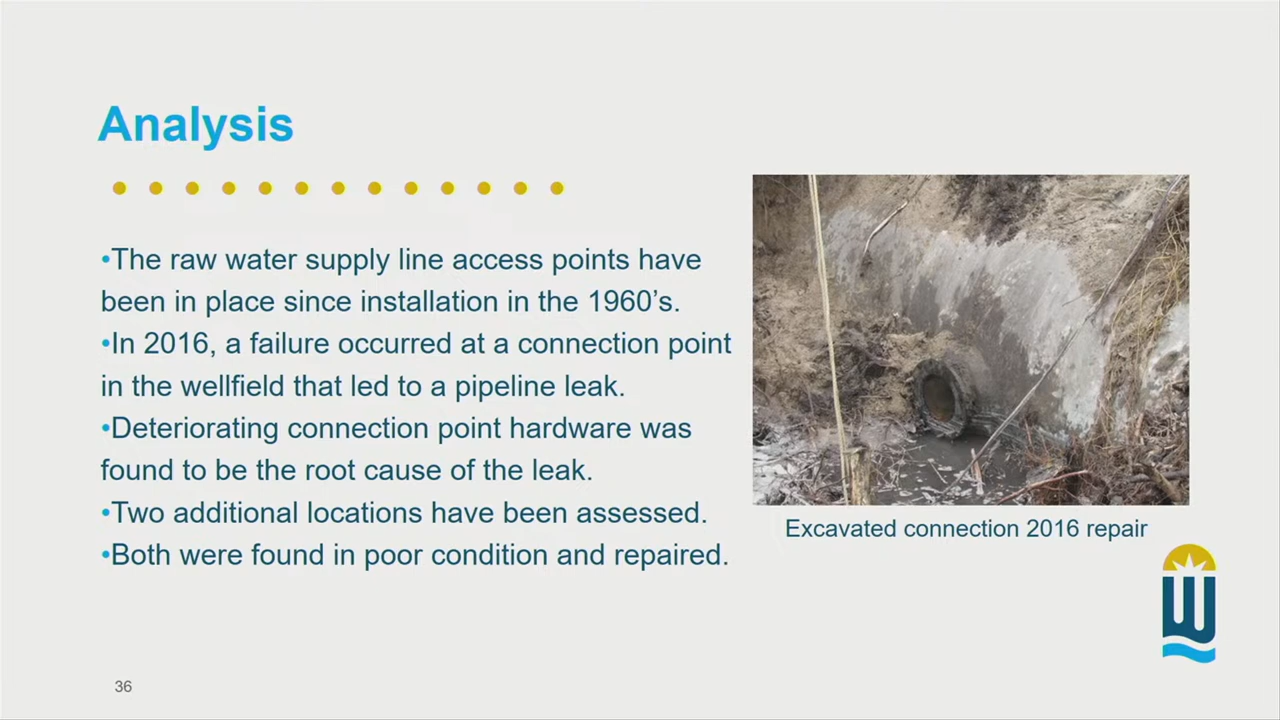 Analysis
•The raw water supply line access points have
been in place since installation in the 1960’s.
•In 2016, a failure occurred at a connection point
in the wellfield that led to a pipeline leak.
•Deteriorating connection point hardware was
found to be the root cause of the leak.
•Two additional locations have been assessed.
•Both were found in poor condition and repaired.
Excavated connection 2016 repair
36